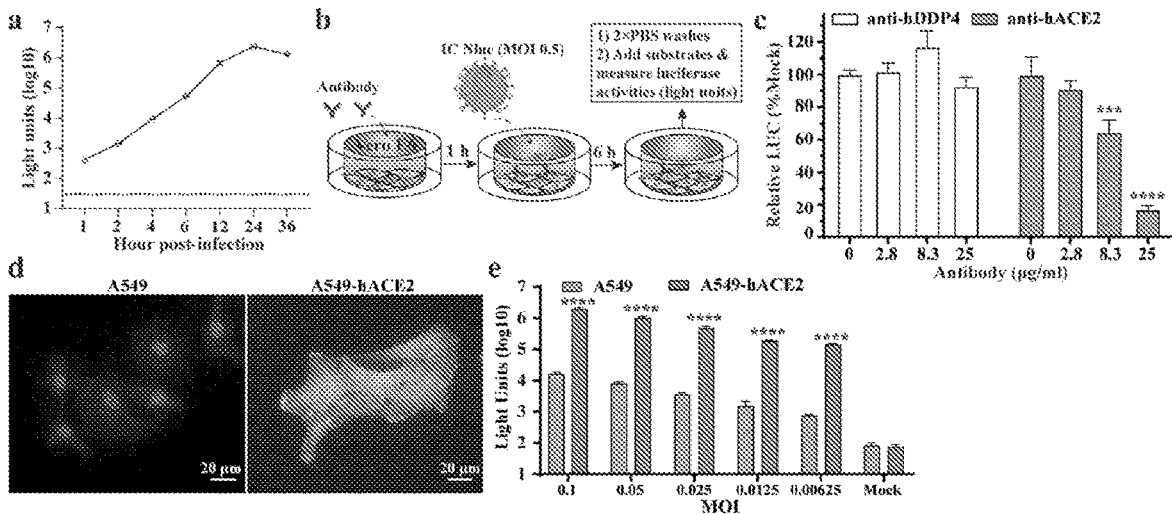 a
Light units (log10)
7
6
5
4
3
2
1
1 2 4 6 12 24 36
Hour post-infection
b
IC Nluc (MOI 0.5)
Antibody
Vero E6
1 h
6 h
1) 2×PBS washes
2) Add substrates &
measure luciferase
activities (light units)
c
anti-hDDP4 anti-hACE2
Relative LUC (%Mock)
120
100
80
60
40
20
0
***
****
0 2.8 8.3 25 0 2.8 8.3 25
Antibody (μg/ml)
d
A549 A549-hACE2
20 μm 20 μm
e
A549 A549-hACE2
Light Units (log10)
7
6
5
4
3
2
1
**** **** **** **** ****
0.1 0.05 0.025 0.0125 0.00625 Mock
MOI